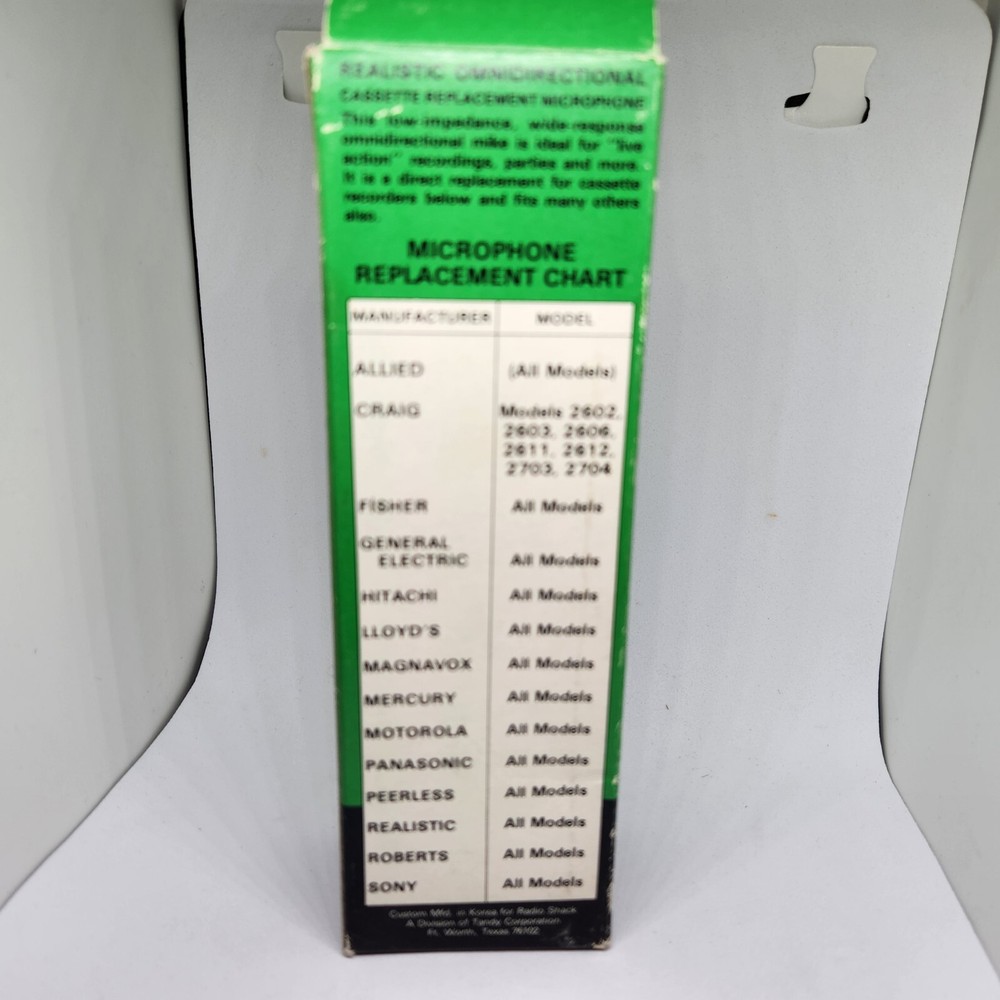 REALISTIC OMNIDIRECTIONAL
CASSETTE REPLACEMENT MICROPHONE
This low-impedance, wide-response
omnidirectional mike is ideal for "live
action" recordings, parties and more.
It is a direct replacement for cassette
recorders below and fits many others
also.
MICROPHONE
REPLACEMENT CHART
MANUFACTURER MODEL
ALLIED (All Models)
CRAIG Models 2602,
2603, 2606,
2611, 2612,
2703, 2704
FISHER All Models
GENERAL
ELECTRIC All Models
HITACHI All Models
LLOYD'S All Models
MAGNAVOX All Models
MERCURY All Models
MOTOROLA All Models
PANASONIC All Models
PEERLESS All Models
REALISTIC All Models
ROBERTS All Models
SONY All Models
Custom Mfd. in Korea for Radio Shack
A Division of Tandy Corporation
Ft. Worth, Texas 76102